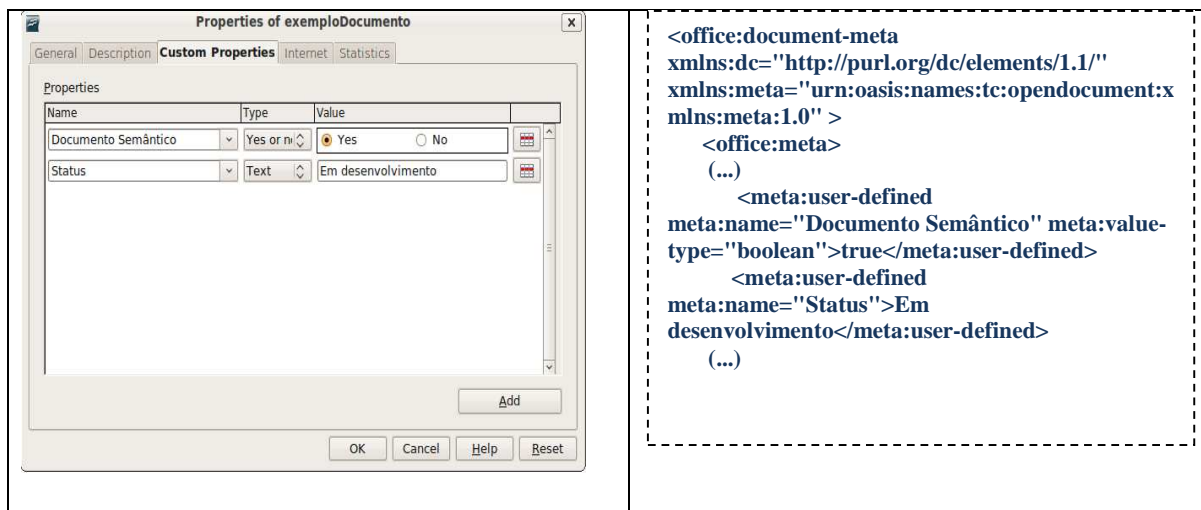 Properties of exemploDocumento
General Description Custom Properties Internet Statistics
Properties
Name Type Value
Documento Semântico Yes or n Yes No
Status Text Em desenvolvimento
Add
OK Cancel Help Reset
<office:document-meta
xmlns:dc="http://purl.org/dc/elements/1.1/"
xmlns:meta="urn:oasis:names:tc:opendocument:x
mlns:meta:1.0" >
<office:meta>
(...)
<meta:user-defined
meta:name="Documento Semântico" meta:value-
type="boolean">true</meta:user-defined>
<meta:user-defined
meta:name="Status">Em
desenvolvimento</meta:user-defined>
(...)